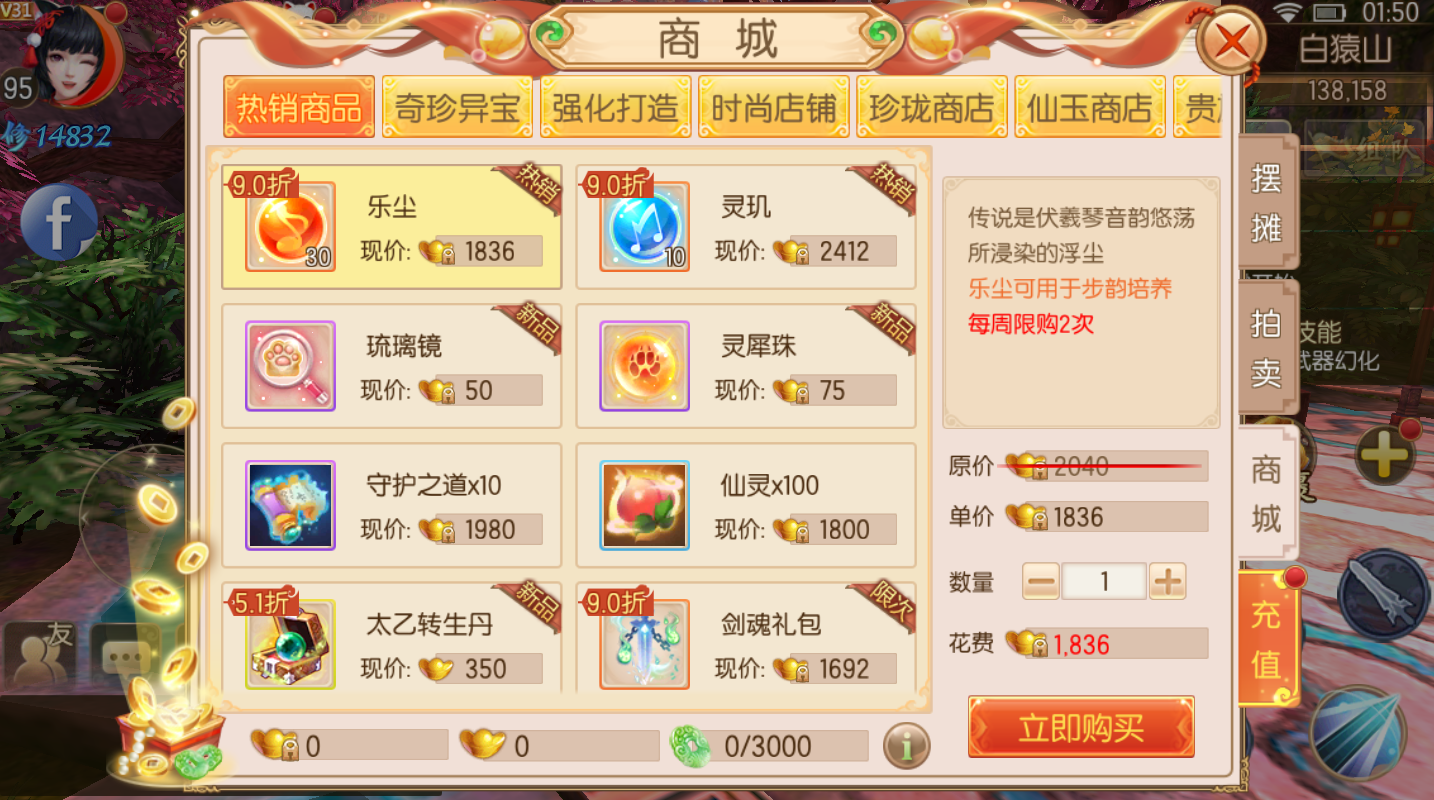 V31
95
修14832
01:50
白猿山
138,158
组队
商城
热销商品
奇珍异宝
强化打造
时尚店铺
珍珑商店
仙玉商店
贵
9.0折
热销
乐尘
30
现价: 1836
9.0折
热销
灵玑
10
现价: 2412
新品
琉璃镜
现价: 50
新品
灵犀珠
现价: 75
守护之道x10
现价: 1980
仙灵x100
现价: 1800
5.1折
新品
太乙转生丹
现价: 350
9.0折
限次
剑魂礼包
现价: 1692
传说是伏羲琴音韵悠荡
所浸染的浮尘
乐尘可用于步韵培养
每周限购2次
原价 2040
单价 1836
数量 1
花费 1,836
立即购买
0
0
0/3000
摆摊
拍卖
商城
充值
技能
武器幻化
友
f